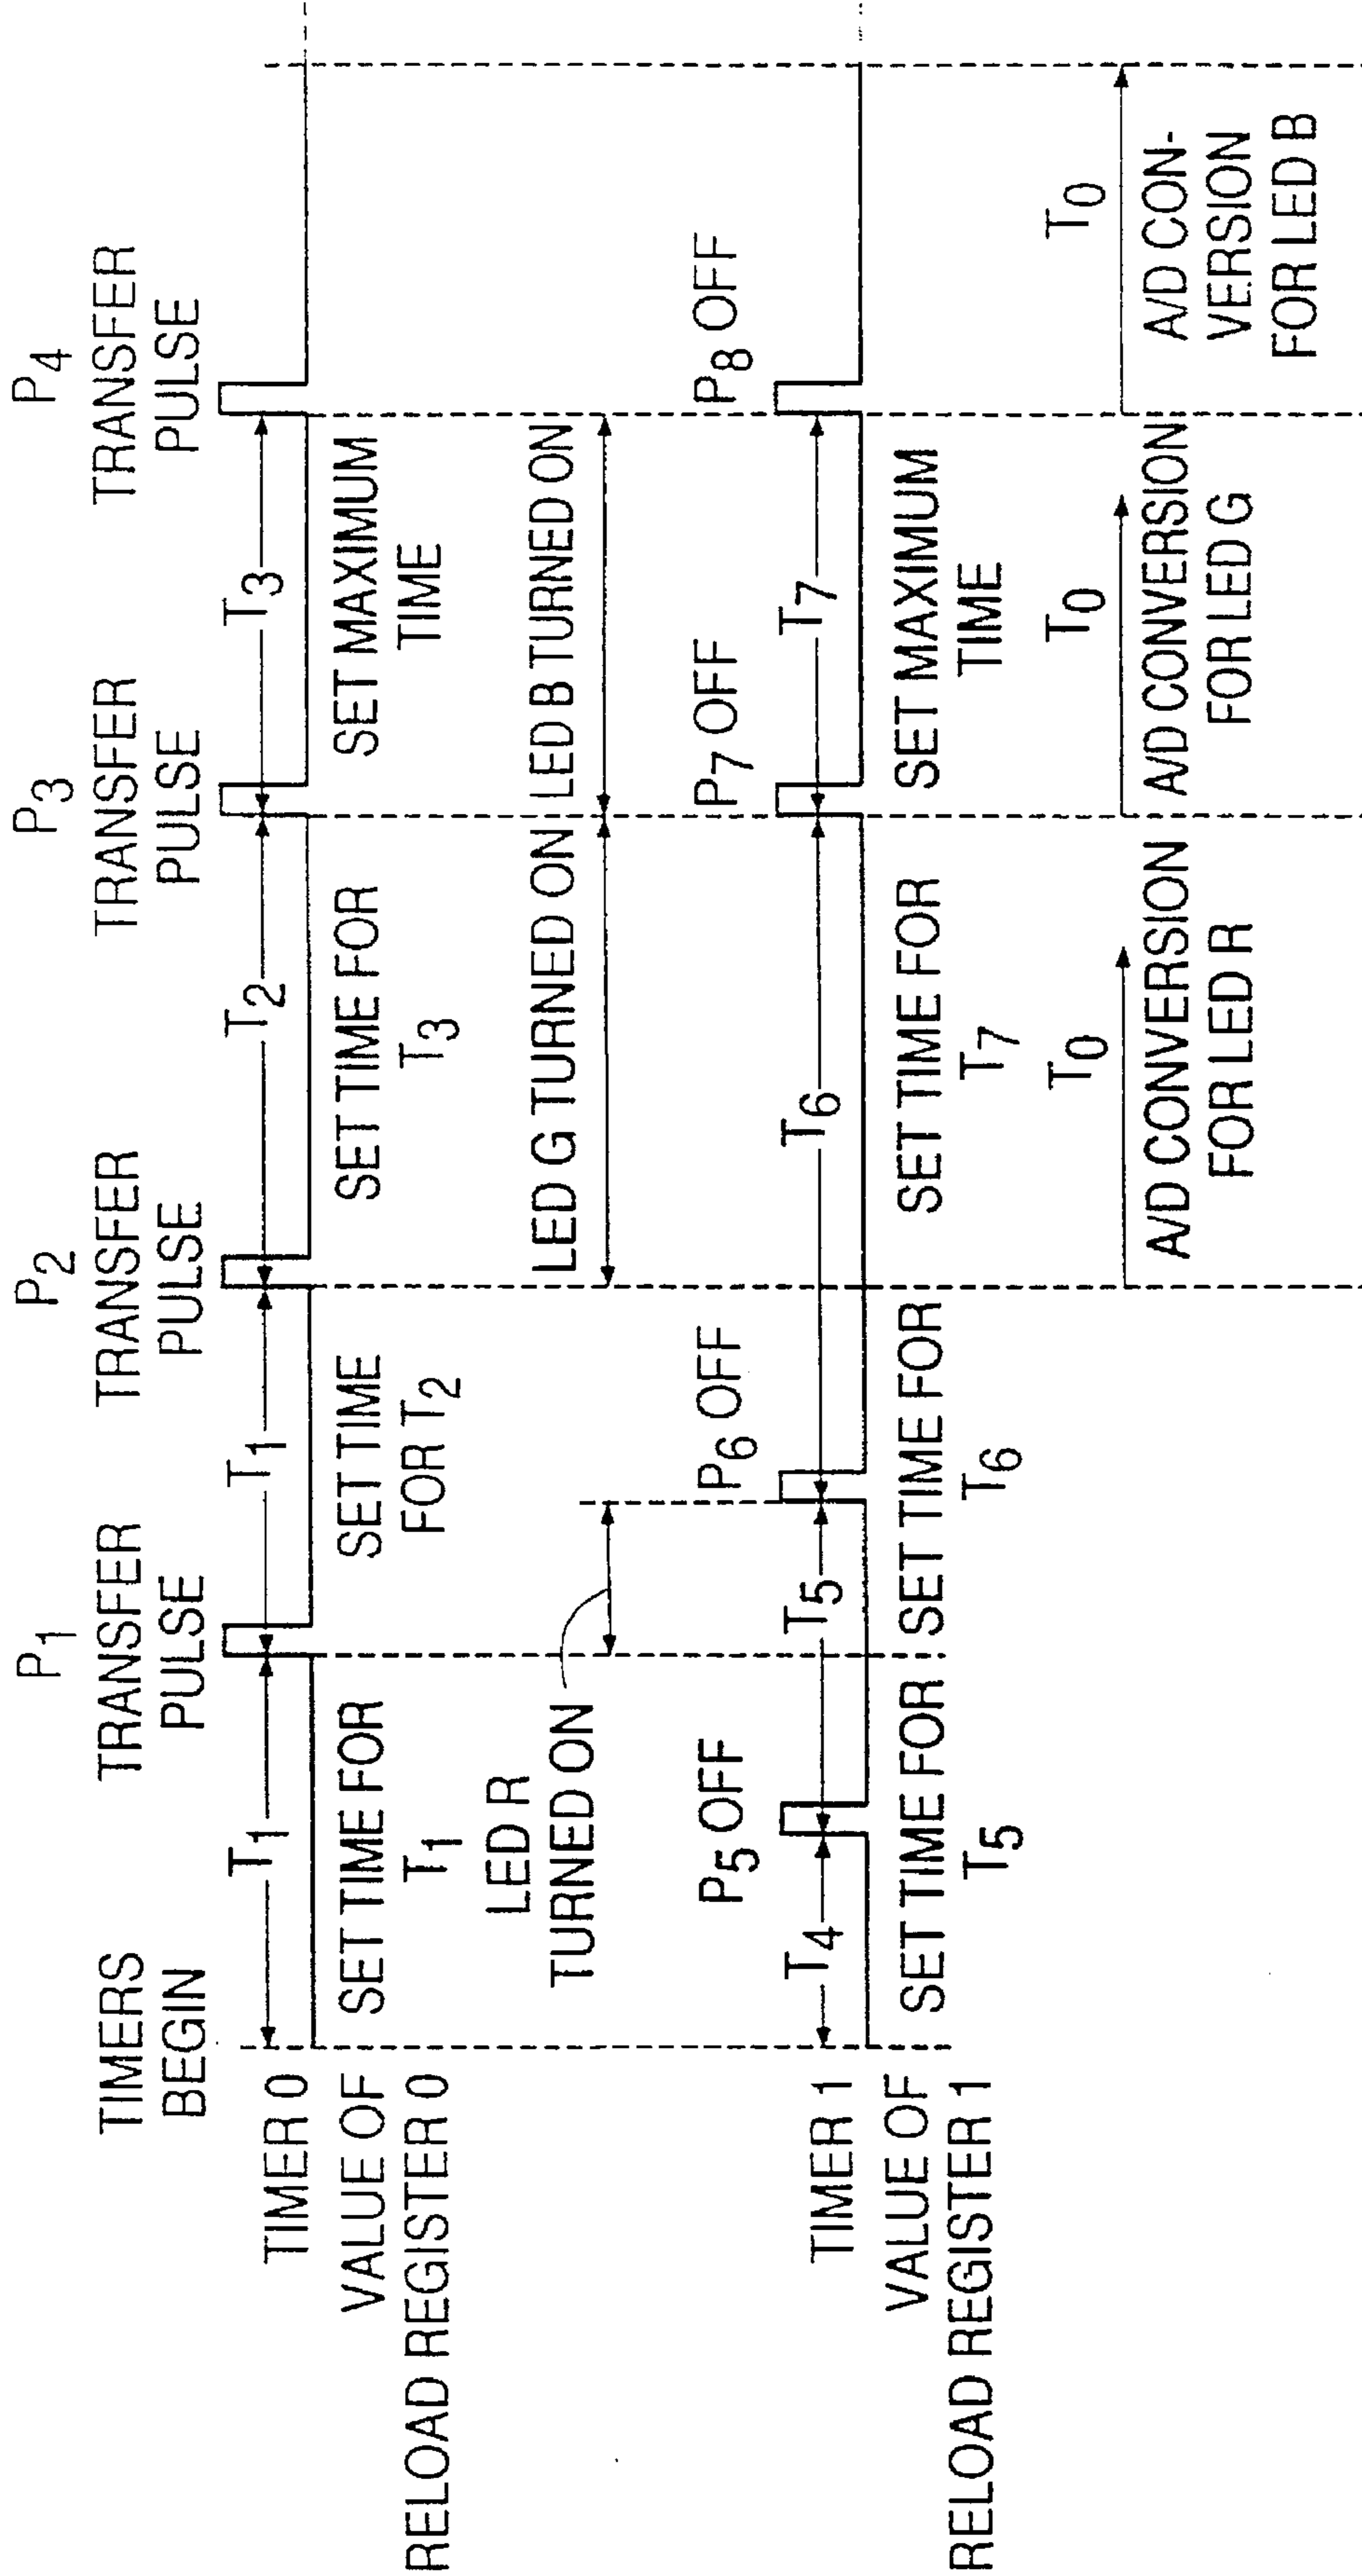 P1
TRANSFER
PULSE
P2
TRANSFER
PULSE
P3
TRANSFER
PULSE
P4
TRANSFER
PULSE
TIMERS
BEGIN
TIMER 0
T1
T1
T2
T3
VALUE OF
RELOAD REGISTER 0
SET TIME FOR
T1
SET TIME
FOR T2
SET TIME FOR
T3
SET MAXIMUM
TIME
LED R
TURNED ON
LED G TURNED ON
LED B TURNED ON
P5 OFF
P6 OFF
P7 OFF
P8 OFF
TIMER 1
T4
T5
T6
T7
VALUE OF
RELOAD REGISTER 1
SET TIME FOR
T5
SET TIME FOR
T6
SET TIME FOR
T7
SET MAXIMUM
TIME
T0
A/D CONVERSION
FOR LED R
T0
A/D CONVERSION
FOR LED G
T0
A/D CON-
VERSION
FOR LED B